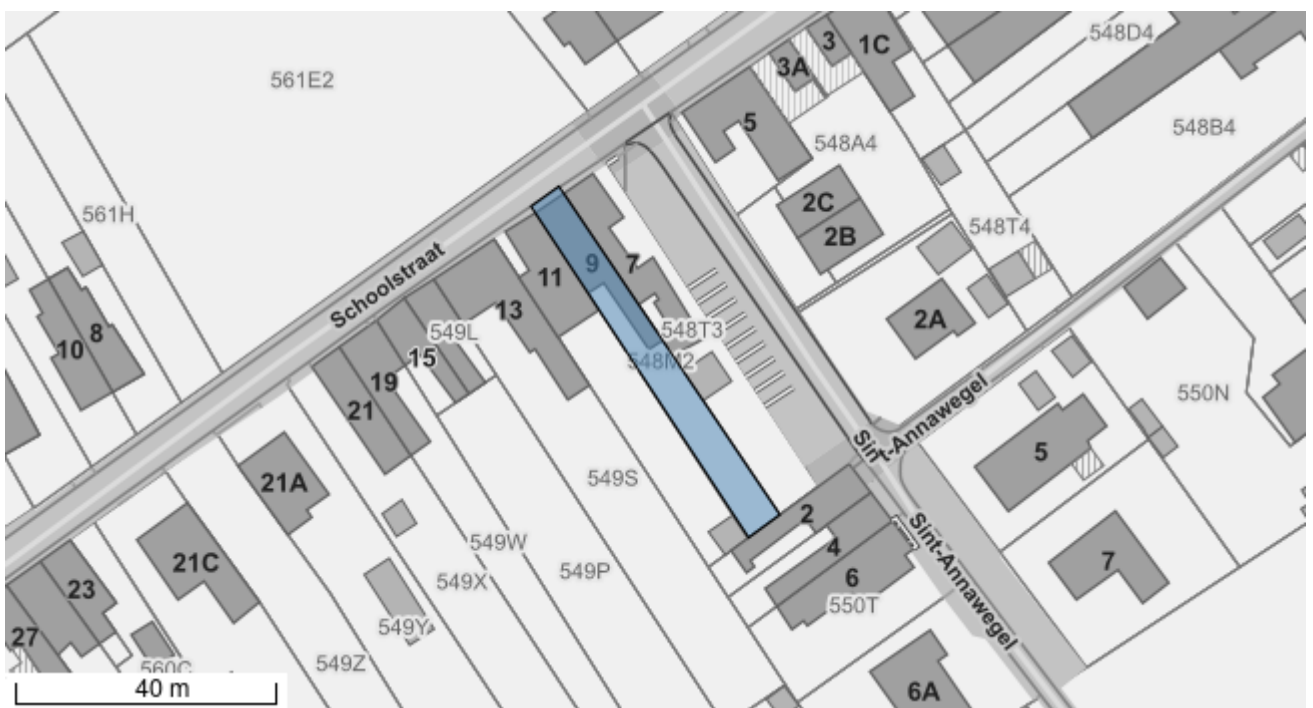 548D4
3
1C
3A
561E2
5
548B4
548A4
2C
561H
548T4
2B
Schoolstraat
9
7
11
2A
8
13
549L
548T3
10
15
548M2
19
21
Sint-Annawegel
550N
Sint-Annawegel
5
549S
21A
2
549W
4
Sint-Annawegel
21C
7
549P
6
549X
23
550T
549Y
27
549Z
560C
40 m
6A